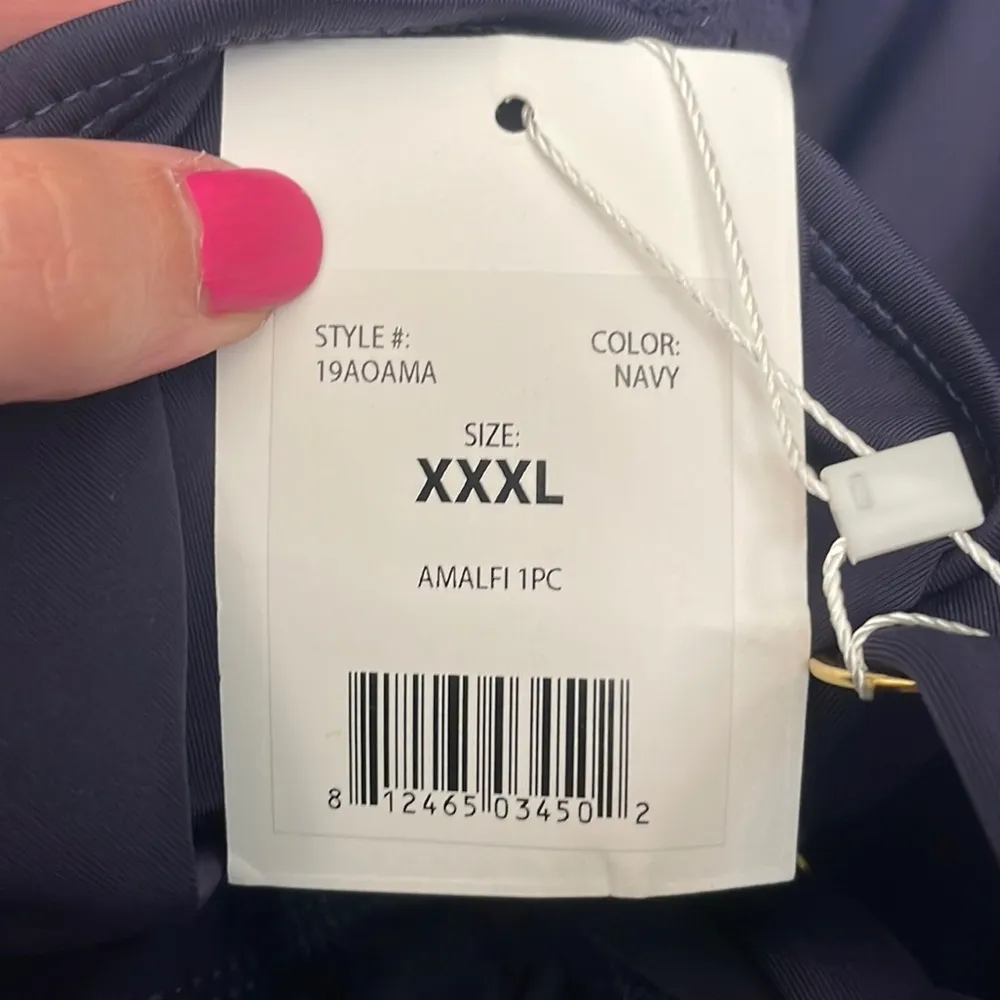 STYLE #:
19AOAMA
COLOR:
NAVY
SIZE:
XXXL
AMALFI 1PC
8 12465 03450 2